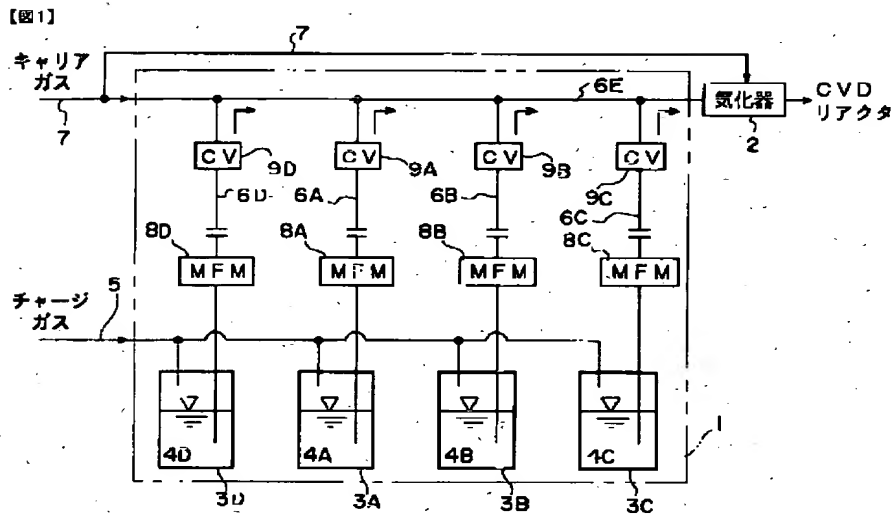 【図1】
7
キャリア
ガス
7
6E
気化器
2
CVD
リアクタ
CV
9D
CV
9A
CV
9B
CV
9C
6D
6A
6B
6C
8D
8A
8B
8C
MFM
MFM
MFM
MFM
チャージ
ガス
5
4D
4A
4B
4C
1
3D
3A
3B
3C